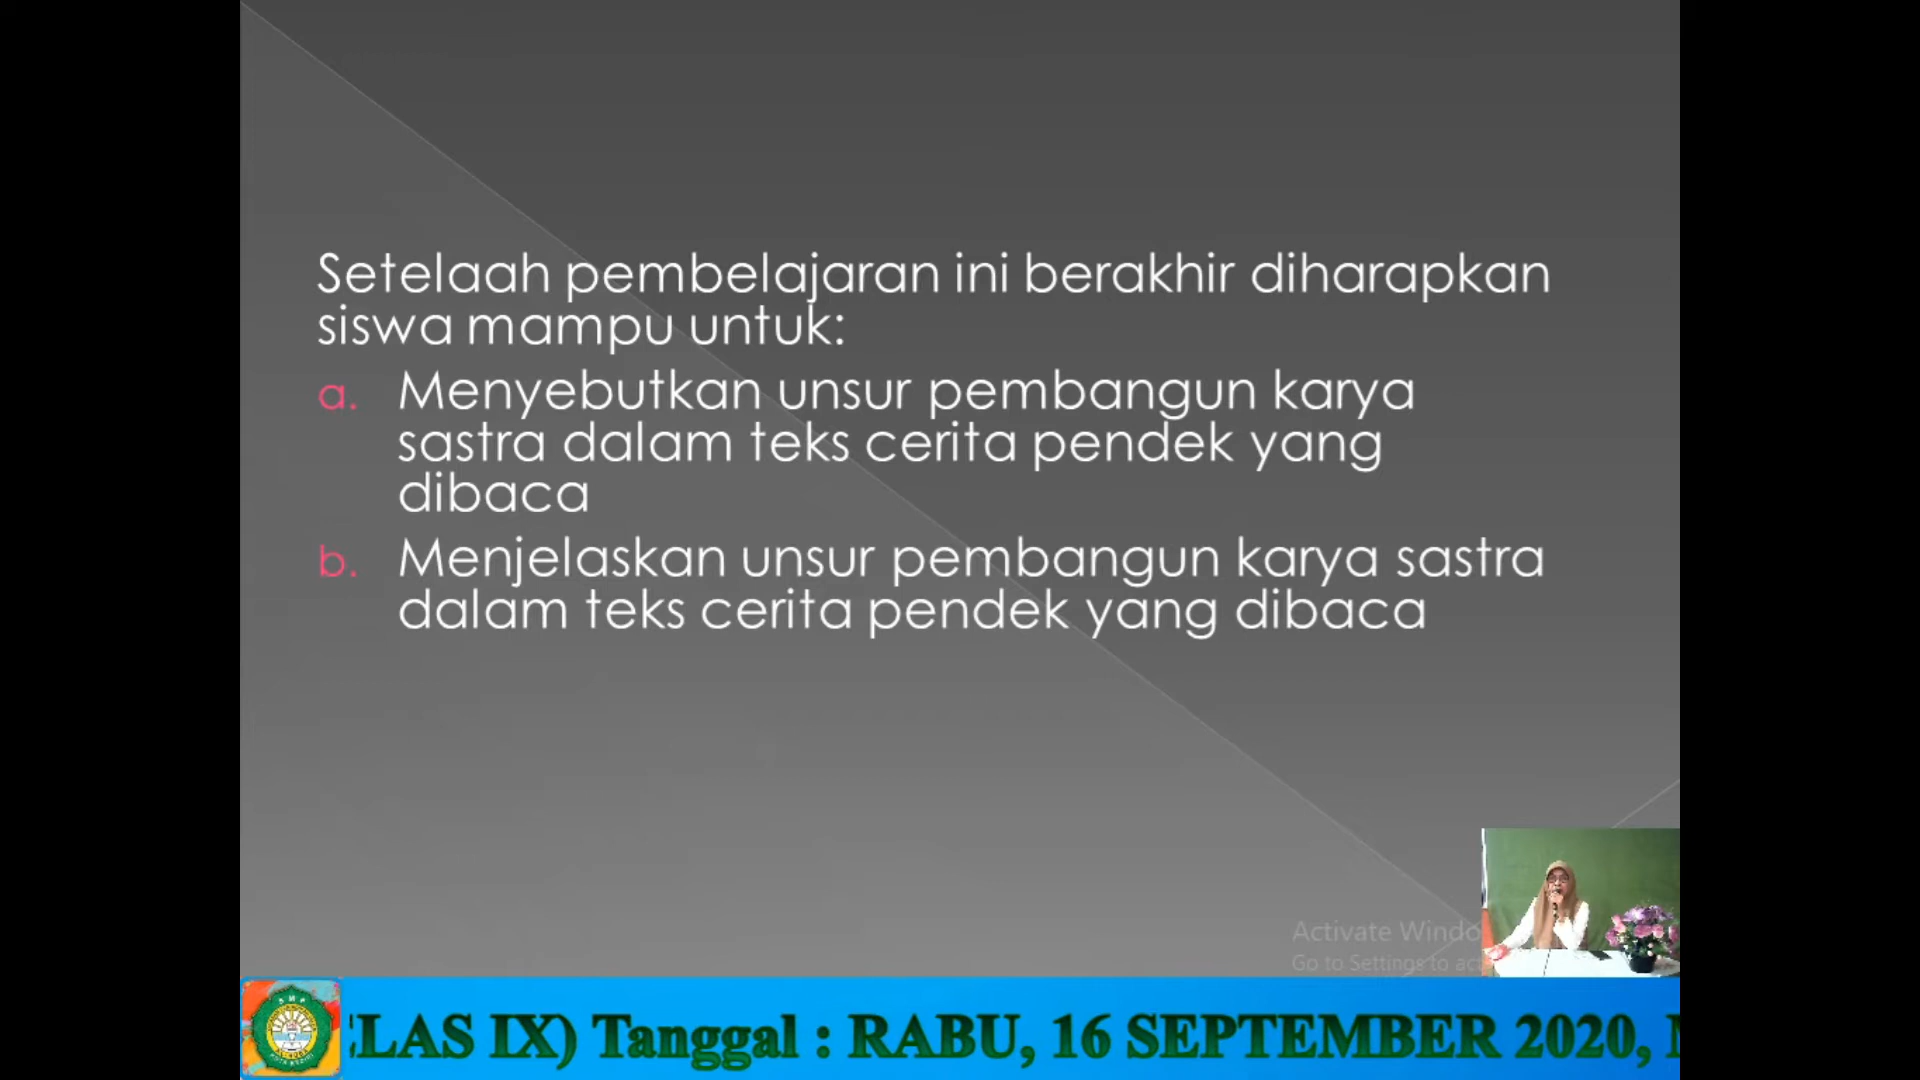 Setelaah pembelajaran ini berakhir diharapkan
siswa mampu untuk:
a. Menyebutkan unsur pembangun karya
sastra dalam teks cerita pendek yang
dibaca
b. Menjelaskan unsur pembangun karya sastra
dalam teks cerita pendek yang dibaca
Activate Windo
Go to Settings to act
SMP
ELAS IX) Tanggal : RABU, 16 SEPTEMBER 2020,